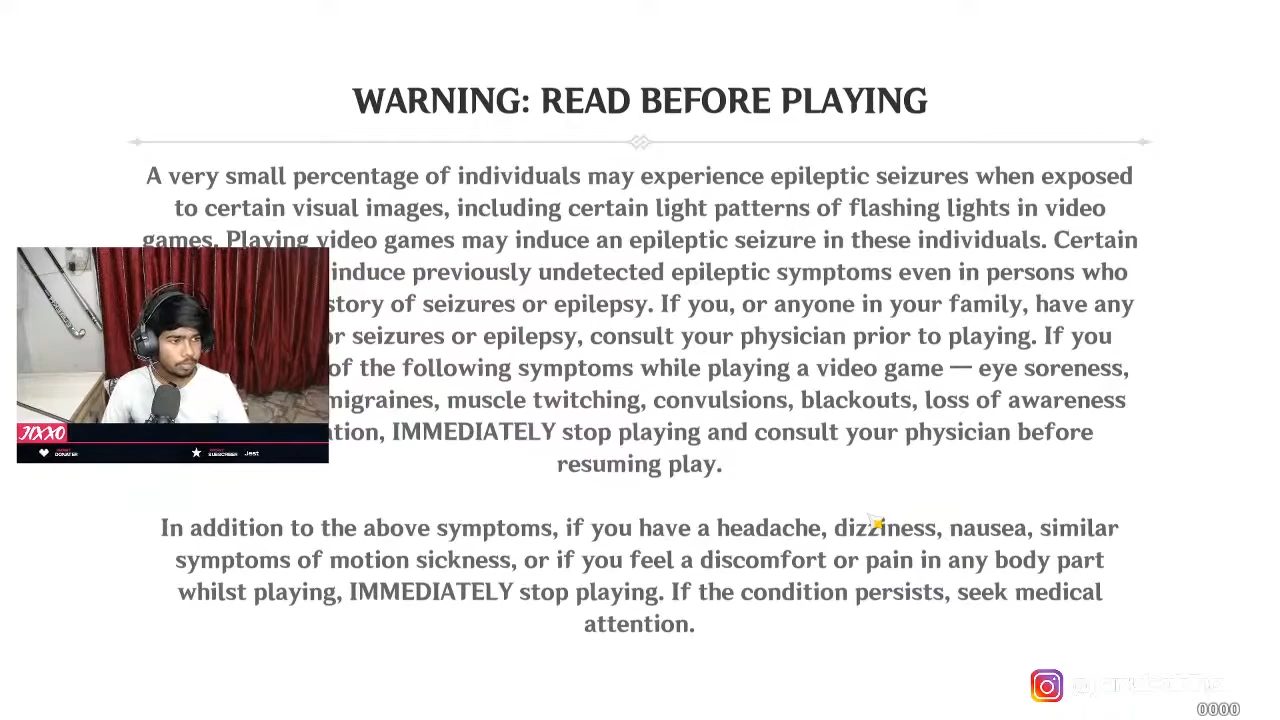 WARNING: READ BEFORE PLAYING
A very small percentage of individuals may experience epileptic seizures when exposed
to certain visual images, including certain light patterns of flashing lights in video
games. Playing video games may induce an epileptic seizure in these individuals. Certain
induce previously undetected epileptic symptoms even in persons who
story of seizures or epilepsy. If you, or anyone in your family, have any
or seizures or epilepsy, consult your physician prior to playing. If you
of the following symptoms while playing a video game — eye soreness,
migraines, muscle twitching, convulsions, blackouts, loss of awareness
ation, IMMEDIATELY stop playing and consult your physician before
resuming play.
In addition to the above symptoms, if you have a headache, dizziness, nausea, similar
symptoms of motion sickness, or if you feel a discomfort or pain in any body part
whilst playing, IMMEDIATELY stop playing. If the condition persists, seek medical
attention.
JIXXO
Jest
0000